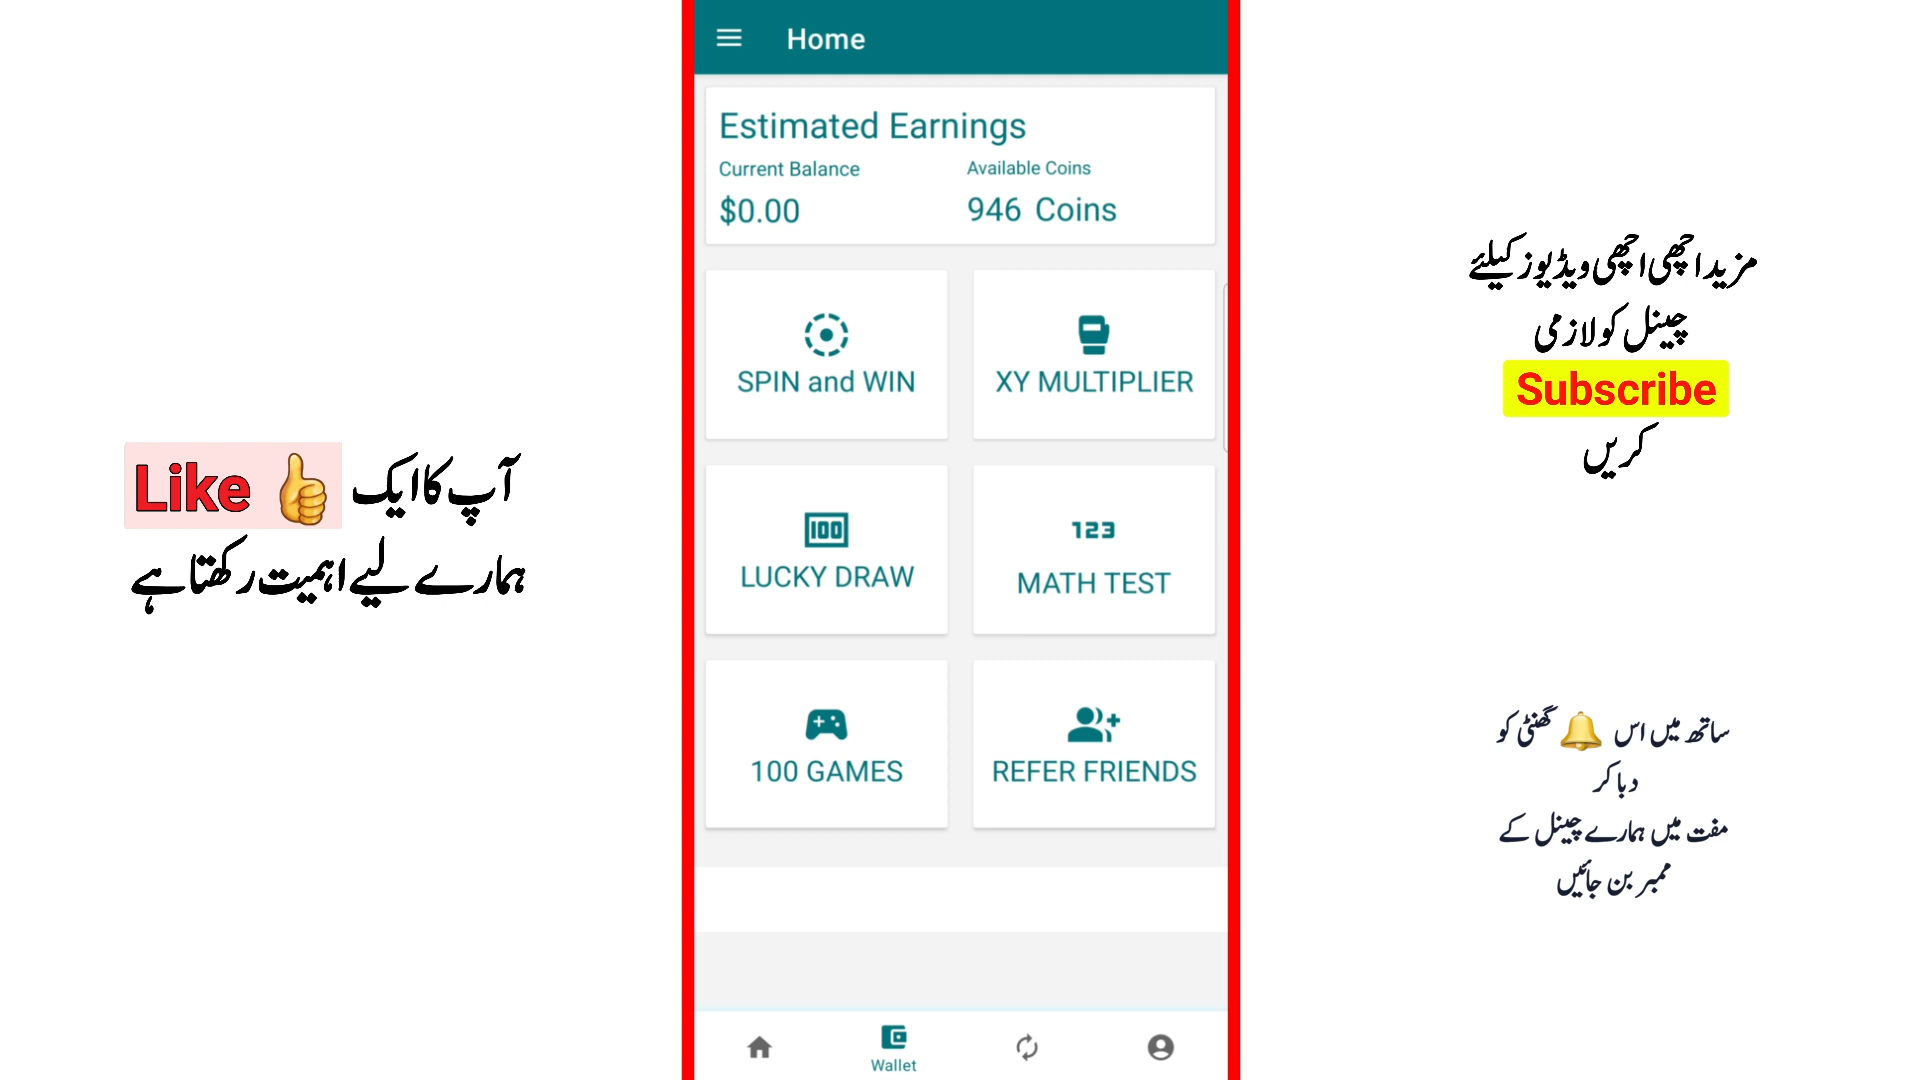 Home
Estimated Earnings
Current Balance
Available Coins
$0.00
946 Coins
SPIN and WIN
XY MULTIPLIER
LUCKY DRAW
123
MATH TEST
100
100 GAMES
REFER FRIENDS
Wallet
آپ کا ایک 👍 Like
ہمارے لیے اہمیت رکھتا ہے
مزید اچھی اچھی ویڈیوز کیلئے
چینل کو لازمی
Subscribe
کریں
ساتھ میں اس 🔔 گھنٹی کو
دبا کر
مفت میں ہمارے چینل کے
ممبر بن جائیں